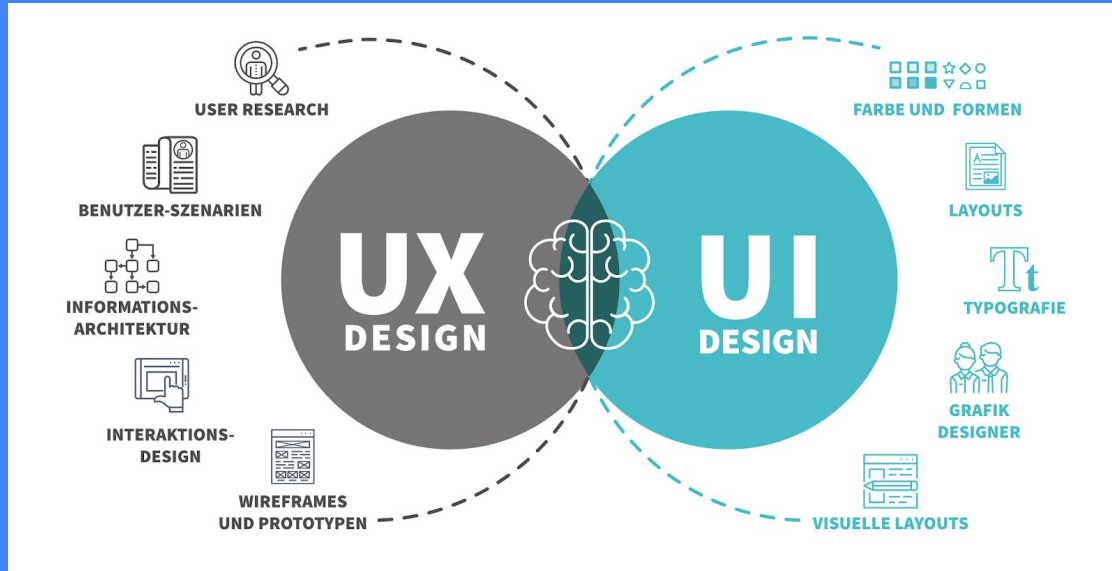 USER RESEARCH
BENUTZER-SZENARIEN
INFORMATIONS-
ARCHITEKTUR
INTERAKTIONS-
DESIGN
WIREFRAMES
UND PROTOTYPEN
UX
DESIGN
UI
DESIGN
FARBE UND FORMEN
A
LAYOUTS
Tt
TYPOGRAFIE
GRAFIK
DESIGNER
VISUELLE LAYOUTS